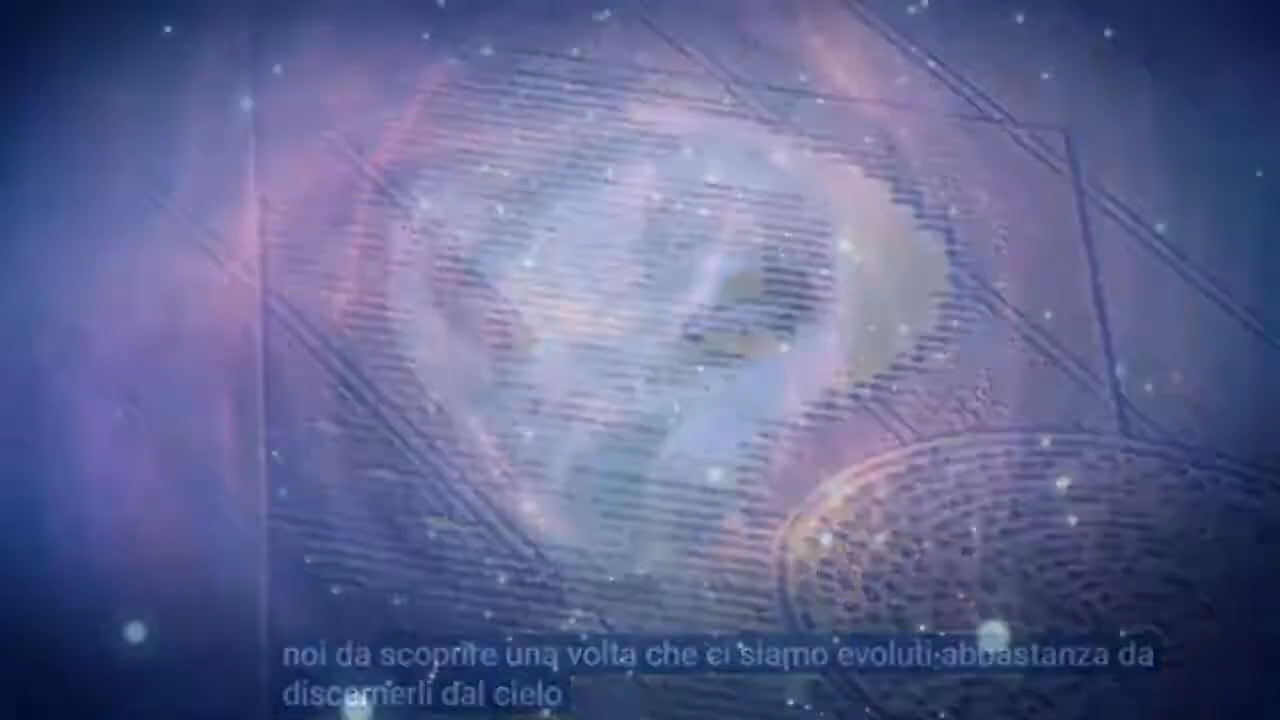 noi da scoprire una volta che ci siamo evoluti abbastanza da
discernerli dal cielo